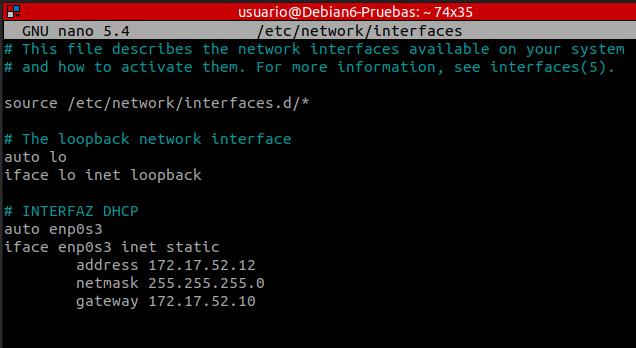 usuario@Debian6-Pruebas: ~ 74x35
GNU nano 5.4 /etc/network/interfaces
# This file describes the network interfaces available on your system
# and how to activate them. For more information, see interfaces(5).
source /etc/network/interfaces.d/*
# The loopback network interface
auto lo
iface lo inet loopback
# INTERFAZ DHCP
auto enp0s3
iface enp0s3 inet static
address 172.17.52.12
netmask 255.255.255.0
gateway 172.17.52.10